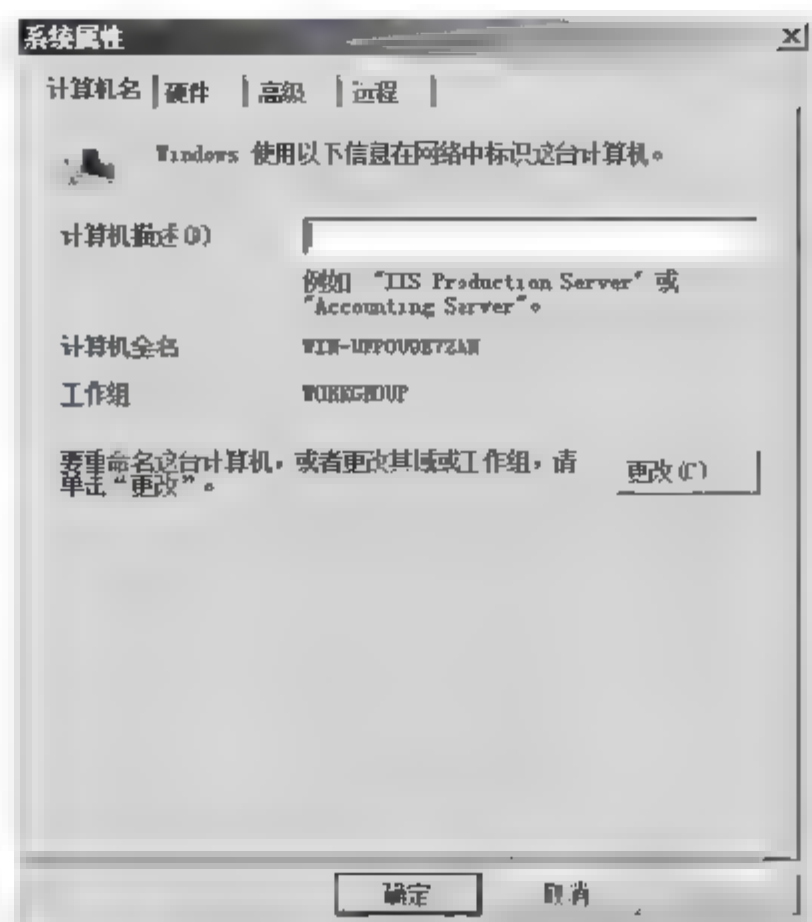 系统属性
计算机名 硬件 高级 远程
Windows 使用以下信息在网络中标识这台计算机。
计算机描述(D)
例如 "IIS Production Server" 或
"Accounting Server"。
计算机全名
工作组 WORKGROUP
要重命名这台计算机,或者更改其域或工作组,请
单击“更改”。
更改(C)
确定 取消